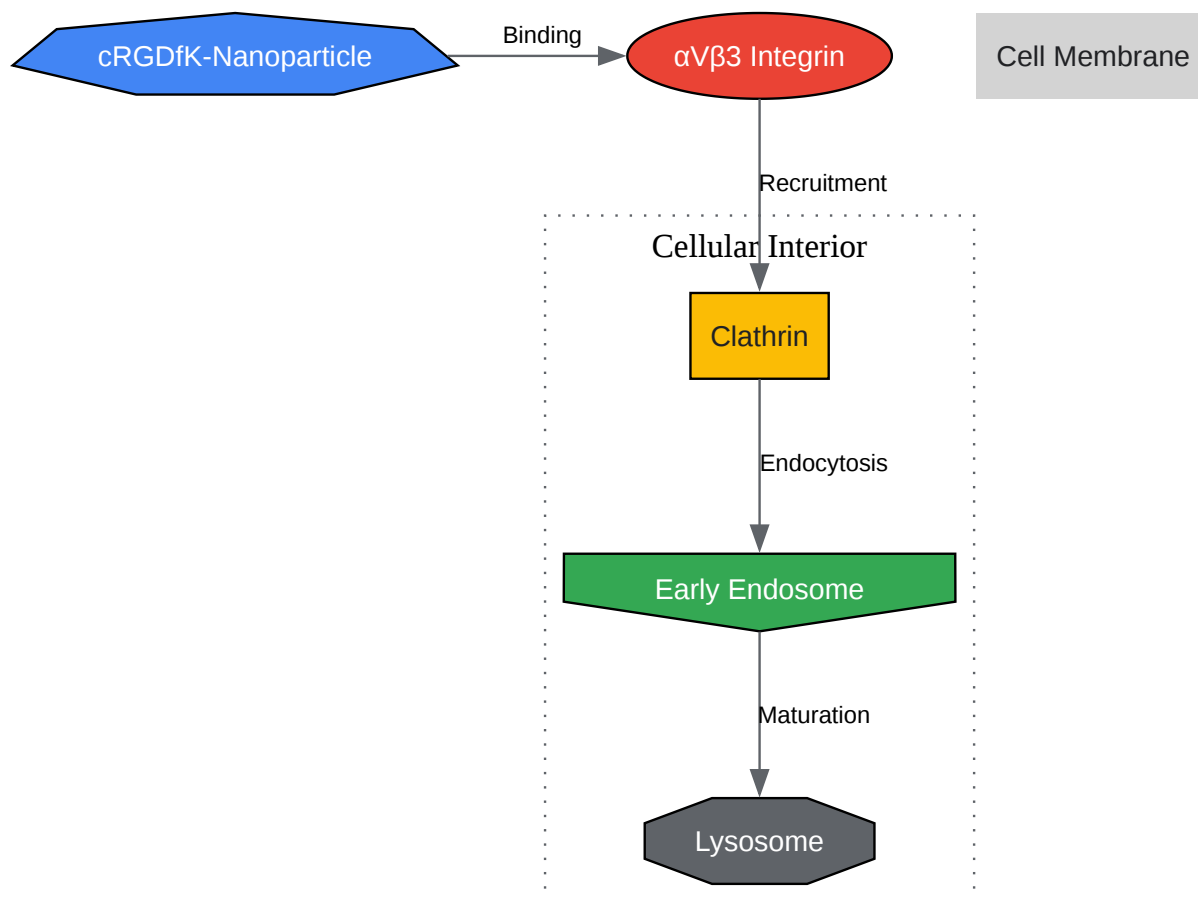 cRGDfK-Nanoparticle
Binding
αVβ3 Integrin
Cell Membrane
Recruitment
Cellular Interior
Clathrin
Endocytosis
Early Endosome
Maturation
Lysosome